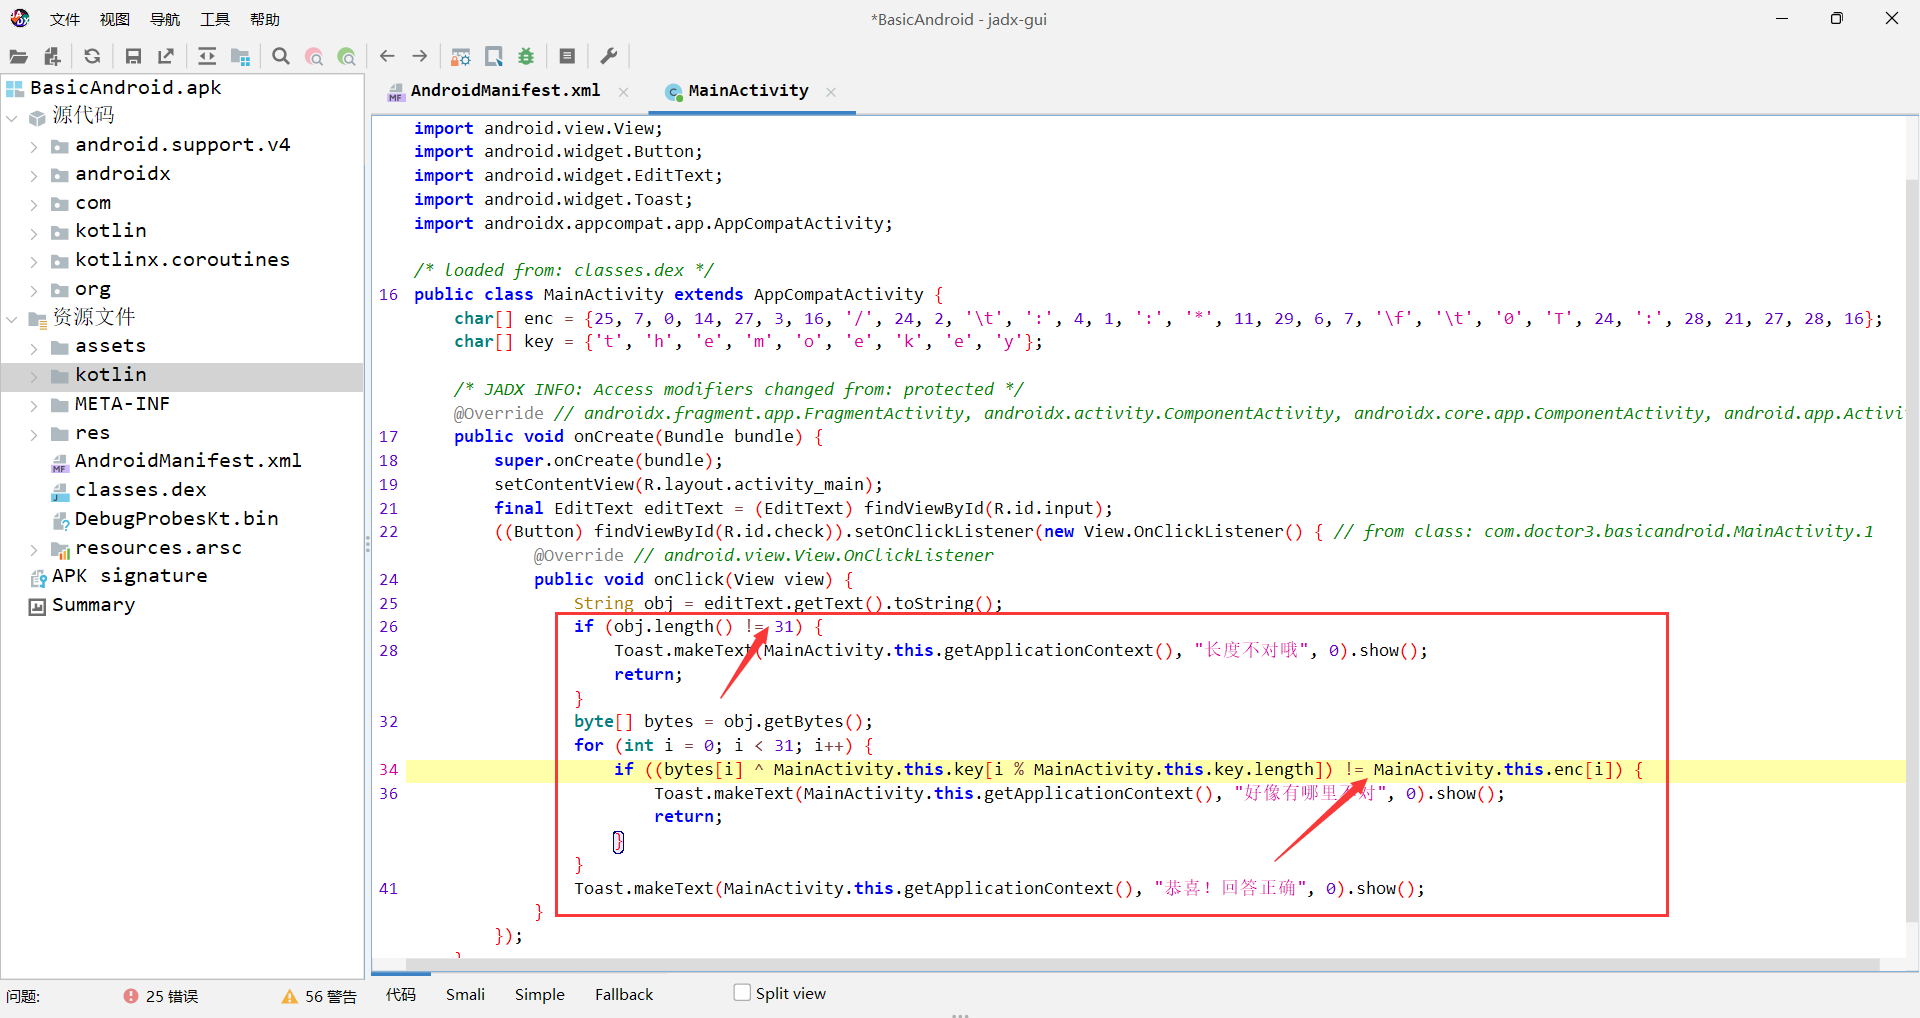 文件 视图 导航 工具 帮助
*BasicAndroid - jadx-gui
BasicAndroid.apk
源代码
android.support.v4
androidx
com
kotlin
kotlinx.coroutines
org
资源文件
assets
kotlin
META-INF
res
AndroidManifest.xml
classes.dex
DebugProbesKt.bin
resources.arsc
APK signature
Summary
AndroidManifest.xml
MainActivity
import android.view.View;
import android.widget.Button;
import android.widget.EditText;
import android.widget.Toast;
import androidx.appcompat.app.AppCompatActivity;
/* loaded from: classes.dex */
16 public class MainActivity extends AppCompatActivity {
char[] enc = {25, 7, 0, 14, 27, 3, 16, '/', 24, 2, '\t', ':', 4, 1, ':', '*', 11, 29, 6, 7, '\f', '\t', '0', 'T', 24, ':', 28, 21, 27, 28, 16};
char[] key = {'t', 'h', 'e', 'm', 'o', 'e', 'k', 'e', 'y'};
/* JADX INFO: Access modifiers changed from: protected */
@Override // androidx.fragment.app.FragmentActivity, androidx.activity.ComponentActivity, androidx.core.app.ComponentActivity, android.app.Activi
17 public void onCreate(Bundle bundle) {
18 super.onCreate(bundle);
19 setContentView(R.layout.activity_main);
21 final EditText editText = (EditText) findViewById(R.id.input);
22 ((Button) findViewById(R.id.check)).setOnClickListener(new View.OnClickListener() { // from class: com.doctor3.basicandroid.MainActivity.1
@Override // android.view.View.OnClickListener
24 public void onClick(View view) {
25 String obj = editText.getText().toString();
26 if (obj.length() != 31) {
28 Toast.makeText(MainActivity.this.getApplicationContext(), "长度不对哦", 0).show();
return;
}
32 byte[] bytes = obj.getBytes();
for (int i = 0; i < 31; i++) {
34 if ((bytes[i] ^ MainActivity.this.key[i % MainActivity.this.key.length]) != MainActivity.this.enc[i]) {
36 Toast.makeText(MainActivity.this.getApplicationContext(), "好像有哪里不对", 0).show();
return;
}
}
41 Toast.makeText(MainActivity.this.getApplicationContext(), "恭喜！回答正确", 0).show();
}
});
问题: 25 错误 56 警告
代码 Smali Simple Fallback Split view